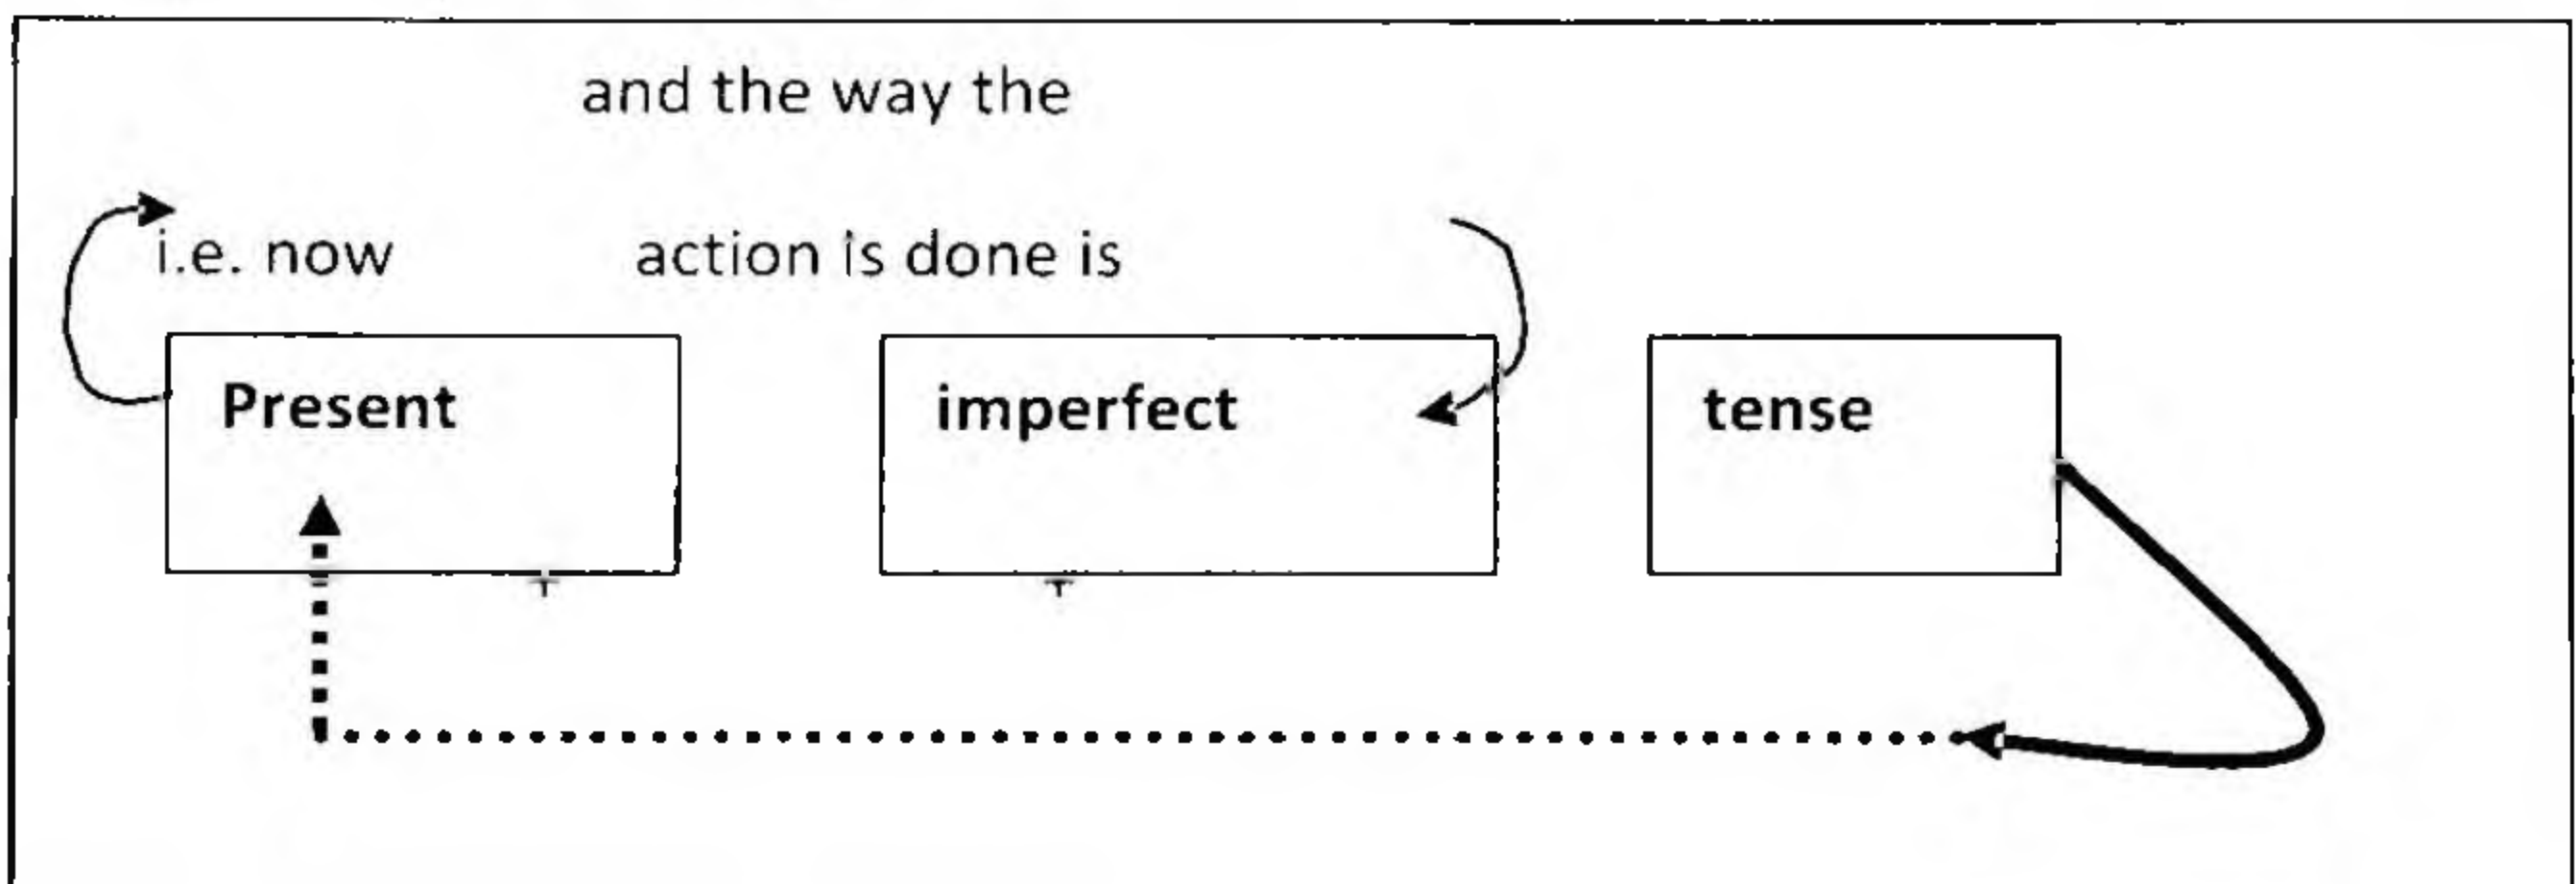 and the way the
i.e. now action is done is
Present imperfect tense